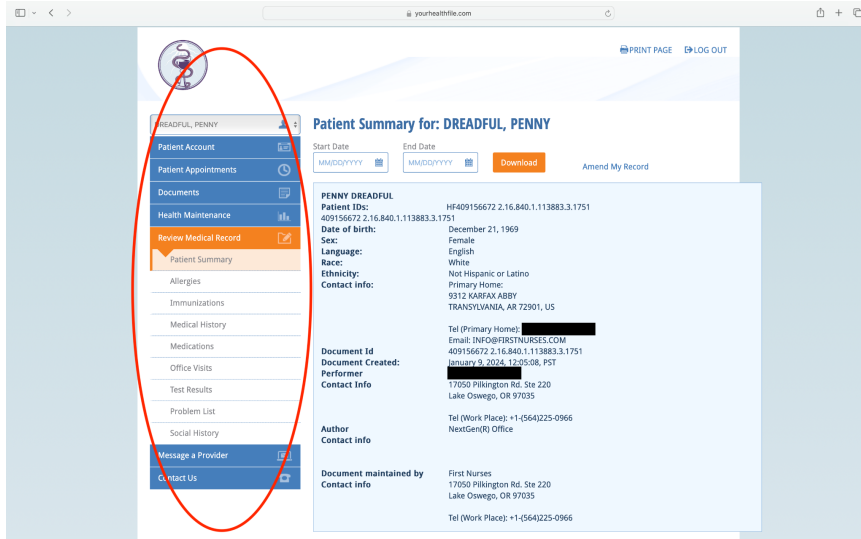 yourhealthfile.com
PRINT PAGE LOG OUT
DREADFUL, PENNY
Patient Account
Patient Appointments
Documents
Health Maintenance
Review Medical Record
Patient Summary
Allergies
Immunizations
Medical History
Medications
Office Visits
Test Results
Problem List
Social History
Message a Provider
Contact Us
Patient Summary for: DREADFUL, PENNY
Start Date End Date
MM/DD/YYYY MM/DD/YYYY Download Amend My Record
PENNY DREADFUL
Patient IDs: HF409156672 2.16.840.1.113883.3.1751
409156672 2.16.840.1.113883.3.1751
Date of birth: December 21, 1969
Sex: Female
Language: English
Race: White
Ethnicity: Not Hispanic or Latino
Contact info: Primary Home:
9312 KARFAX ABBY
TRANSYLVANIA, AR 72901, US
Tel (Primary Home):
Email: INFO@FIRSTNURSES.COM
Document Id 409156672 2.16.840.1.113883.3.1751
Document Created: January 9, 2024, 12:05:08, PST
Performer
Contact Info 17050 Pilkington Rd. Ste 220
Lake Oswego, OR 97035
Tel (Work Place): +1-(564)225-0966
Author NextGen(R) Office
Contact info
Document maintained by First Nurses
Contact info 17050 Pilkington Rd. Ste 220
Lake Oswego, OR 97035
Tel (Work Place): +1-(564)225-0966